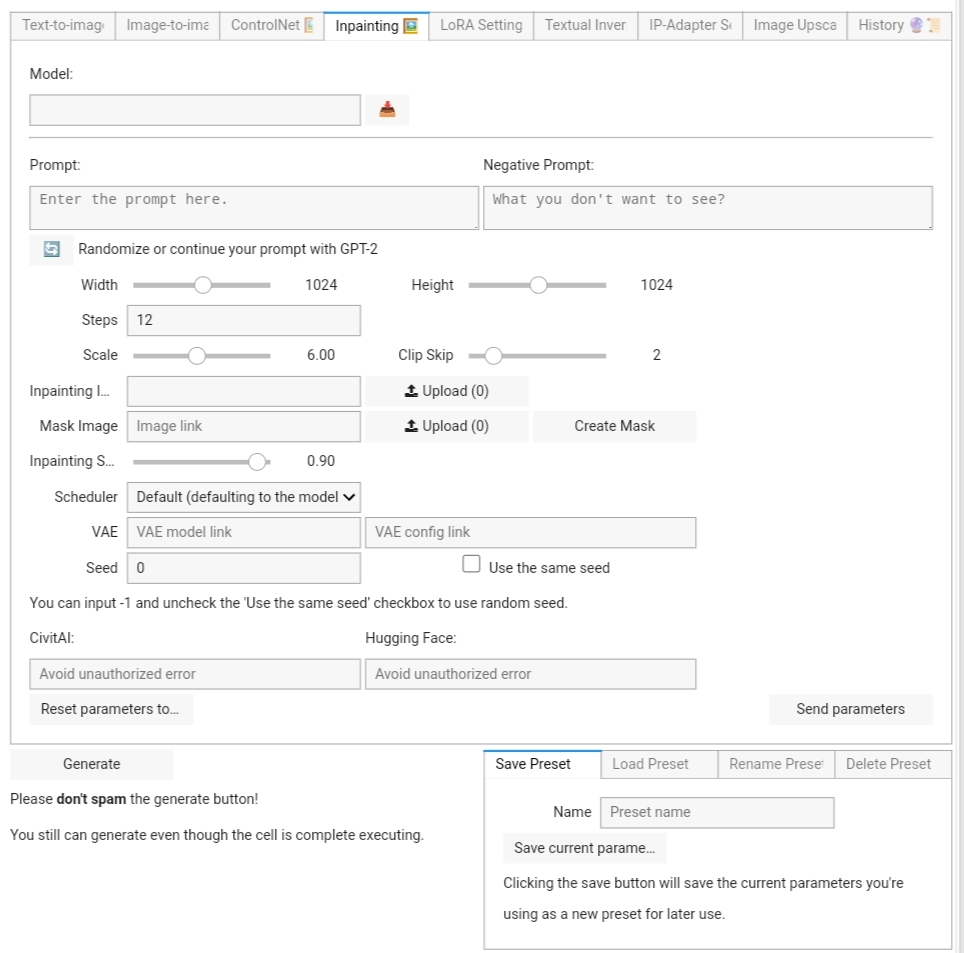 Text-to-imag Image-to-ima ControlNet Inpainting LoRA Setting Textual Inver IP-Adapter S Image Upsca History
Model:
Prompt: Negative Prompt:
Enter the prompt here. What you don't want to see?
Randomize or continue your prompt with GPT-2
Width 1024 Height 1024
Steps 12
Scale 6.00 Clip Skip 2
Inpainting I... Upload (0)
Mask Image Image link Upload (0) Create Mask
Inpainting S... 0.90
Scheduler Default (defaulting to the model
VAE VAE model link VAE config link
Seed 0 Use the same seed
You can input -1 and uncheck the 'Use the same seed' checkbox to use random seed.
CivitAI: Hugging Face:
Avoid unauthorized error Avoid unauthorized error
Reset parameters to... Send parameters
Generate
Please don't spam the generate button!
You still can generate even though the cell is complete executing.
Save Preset Load Preset Rename Prese Delete Preset
Name Preset name
Save current parame...
Clicking the save button will save the current parameters you're
using as a new preset for later use.